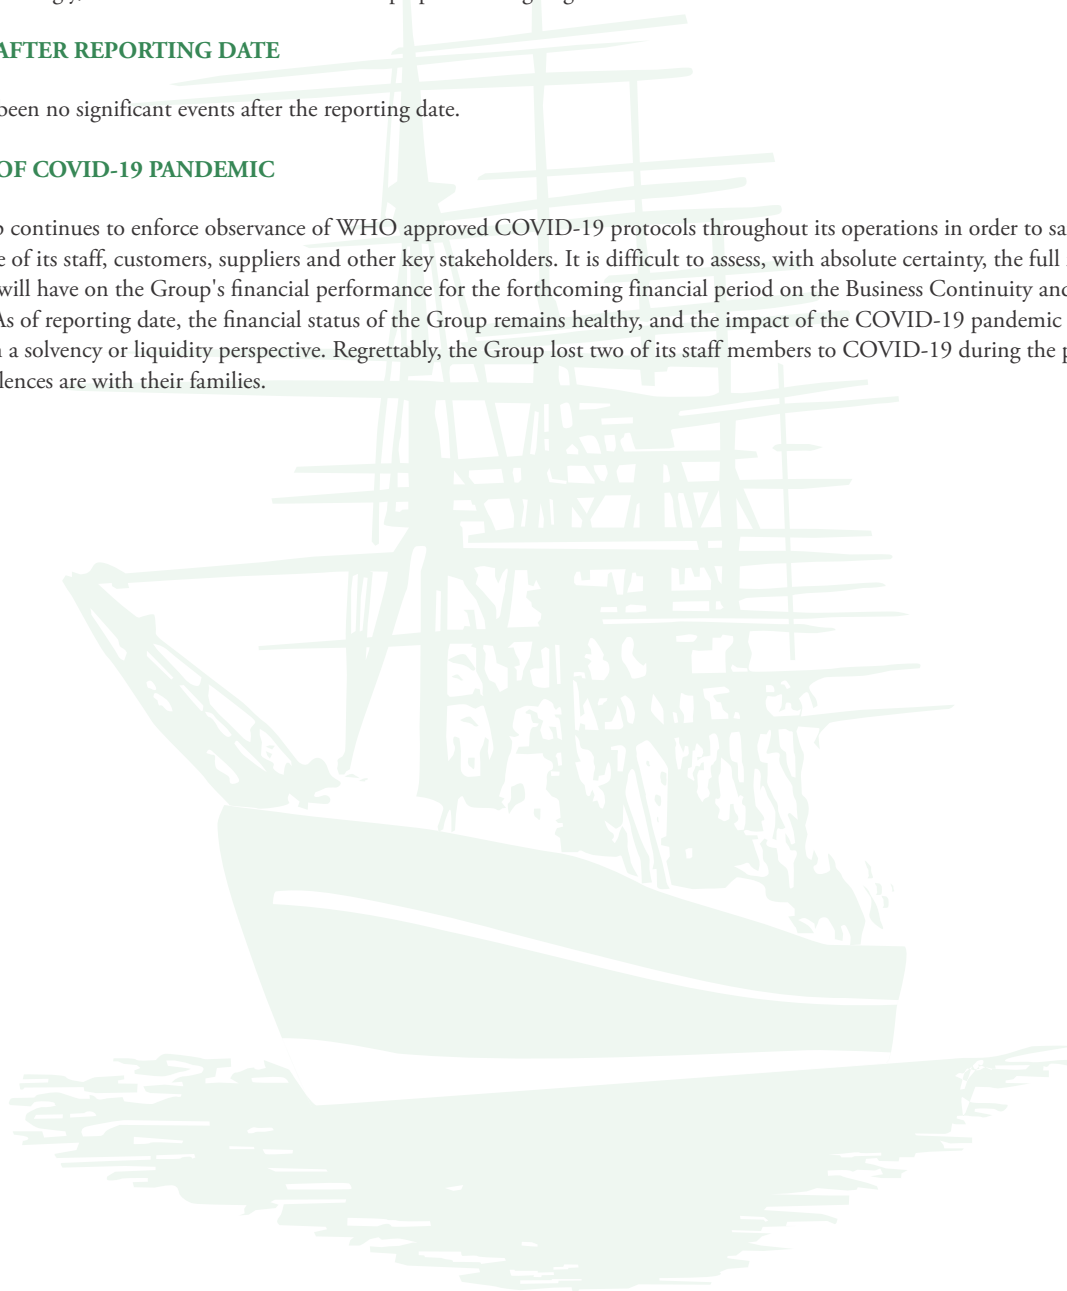 AFTER REPORTING DATE
been no significant events after the reporting date.
OF COVID-19 PANDEMIC
continues to enforce observance of WHO approved COVID-19 protocols throughout its operations in order to sa
e of its staff, customers, suppliers and other key stakeholders. It is difficult to assess, with absolute certainty, the full
will have on the Group's financial performance for the forthcoming financial period on the Business Continuity and
As of reporting date, the financial status of the Group remains healthy, and the impact of the COVID-19 pandemic
a solvency or liquidity perspective. Regrettably, the Group lost two of its staff members to COVID-19 during the p
lences are with their families.